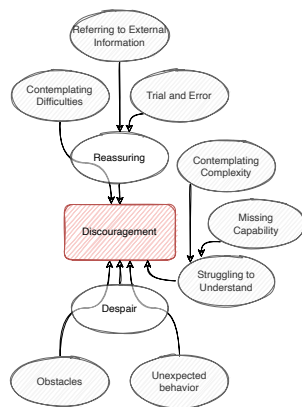 Referring to External
Information
Contemplating
Difficulties
Trial and Error
Reassuring
Contemplating
Complexity
Missing
Capability
Discouragement
Struggling to
Understand
Despair
Obstacles
Unexpected
behavior